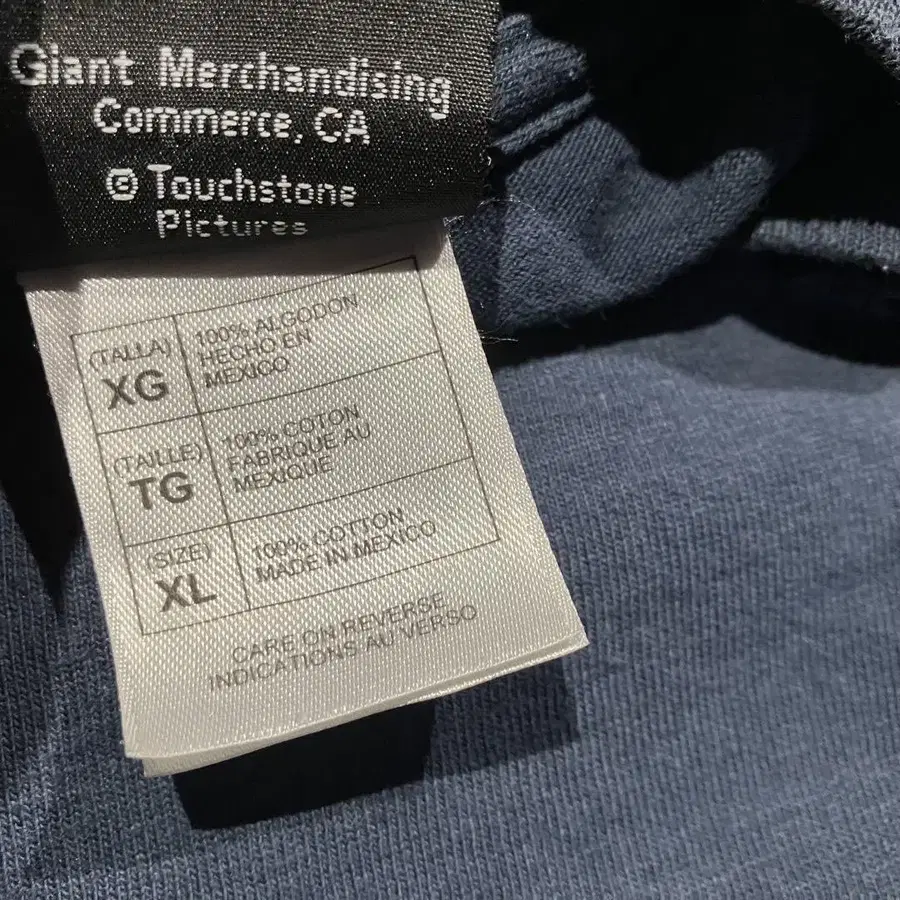 Giant Merchandising
Commerce, CA
© Touchstone
Pictures
(TALLA)
XG
100% ALGODON
HECHO EN
MEXICO
(TAILLE)
TG
100% COTON
FABRIQUE AU
MEXIQUE
(SIZE)
XL
100% COTTON
MADE IN MEXICO
CARE ON REVERSE
INDICATIONS AU VERSO